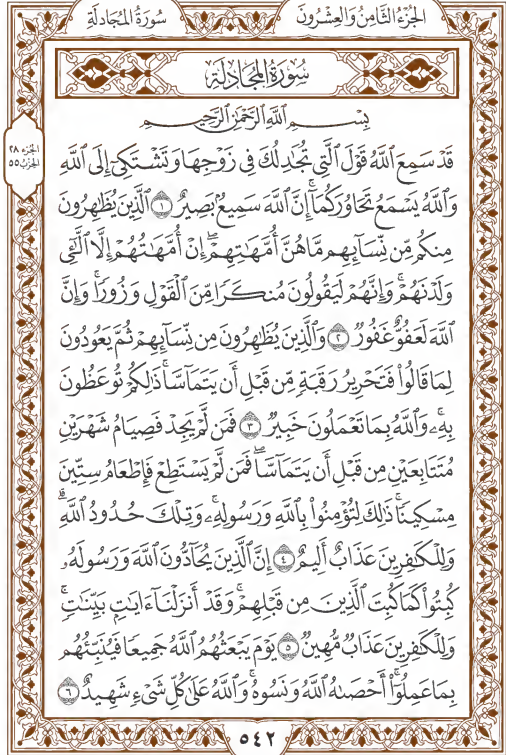 الجُزْءُ الثَّامِنُ وَالعِشْرُونَ سُورَةُ المُجَادلَةِ
سُورَةُ المُجَادلَةِ
الجزء ٢٨
الحزب ٥٥
بِسْمِ ٱللَّهِ ٱلرَّحْمَٰنِ ٱلرَّحِيمِ
قَدْ سَمِعَ ٱللَّهُ قَوْلَ ٱلَّتِى تُجَٰدِلُكَ فِى زَوْجِهَا وَتَشْتَكِىٓ إِلَى ٱللَّهِ
وَٱللَّهُ يَسْمَعُ تَحَاوُرَكُمَآ ۚ إِنَّ ٱللَّهَ سَمِيعٌۢ بَصِيرٌ ١ ٱلَّذِينَ يُظَٰهِرُونَ
مِنكُم مِّن نِّسَآئِهِم مَّا هُنَّ أُمَّهَٰتِهِمْ ۖ إِنْ أُمَّهَٰتُهُمْ إِلَّا ٱلَّٰٓـِٔى
وَلَدْنَهُمْ ۚ وَإِنَّهُمْ لَيَقُولُونَ مُنكَرًا مِّنَ ٱلْقَوْلِ وَزُورًا ۚ وَإِنَّ
ٱللَّهَ لَعَفُوٌّ غَفُورٌ ٢ وَٱلَّذِينَ يُظَٰهِرُونَ مِن نِّسَآئِهِمْ ثُمَّ يَعُودُونَ
لِمَا قَالُوا۟ فَتَحْرِيرُ رَقَبَةٍ مِّن قَبْلِ أَن يَتَمَآسَّا ۚ ذَٰلِكُمْ تُوعَظُونَ
بِهِۦ ۚ وَٱللَّهُ بِمَا تَعْمَلُونَ خَبِيرٌ ٣ فَمَن لَّمْ يَجِدْ فَصِيَامُ شَهْرَيْنِ
مُتَتَابِعَيْنِ مِن قَبْلِ أَن يَتَمَآسَّا ۖ فَمَن لَّمْ يَسْتَطِعْ فَإِطْعَامُ سِتِّينَ
مِسْكِينًا ۚ ذَٰلِكَ لِتُؤْمِنُوا۟ بِٱللَّهِ وَرَسُولِهِۦ ۚ وَتِلْكَ حُدُودُ ٱللَّهِ ۗ
وَلِلْكَٰفِرِينَ عَذَابٌ أَلِيمٌ ٤ إِنَّ ٱلَّذِينَ يُحَآدُّونَ ٱللَّهَ وَرَسُولَهُۥ
كُبِتُوا۟ كَمَا كُبِتَ ٱلَّذِينَ مِن قَبْلِهِمْ ۚ وَقَدْ أَنزَلْنَآ ءَايَٰتٍۭ بَيِّنَٰتٍ ۚ
وَلِلْكَٰفِرِينَ عَذَابٌ مُّهِينٌ ٥ يَوْمَ يَبْعَثُهُمُ ٱللَّهُ جَمِيعًا فَيُنَبِّئُهُم
بِمَا عَمِلُوٓا۟ ۚ أَحْصَىٰهُ ٱللَّهُ وَنَسُوهُ ۚ وَٱللَّهُ عَلَىٰ كُلِّ شَىْءٍ شَهِيدٌ ٦
٥٤٢